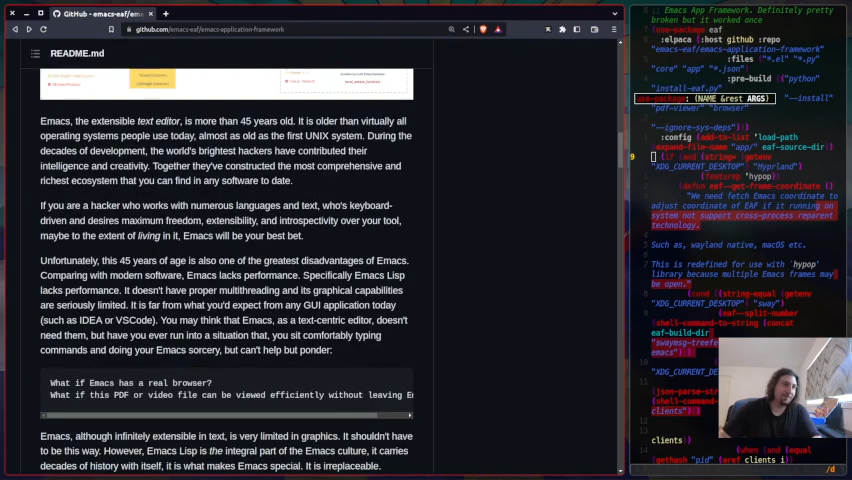 GitHub - emacs-eaf/ema
github.com/emacs-eaf/emacs-application-framework
README.md
Emacs, the extensible text editor, is more than 45 years old. It is older than virtually all
operating systems people use today, almost as old as the first UNIX system. During the
decades of development, the world's brightest hackers have contributed their
intelligence and creativity. Together they've constructed the most comprehensive and
richest ecosystem that you can find in any software to date.
If you are a hacker who works with numerous languages and text, who's keyboard-
driven and desires maximum freedom, extensibility, and introspectivity over your tool,
maybe to the extent of living in it, Emacs will be your best bet.
Unfortunately, this 45 years of age is also one of the greatest disadvantages of Emacs.
Comparing with modern software, Emacs lacks performance. Specifically Emacs Lisp
lacks performance. It doesn't have proper multithreading and its graphical capabilities
are seriously limited. It is far from what you'd expect from any GUI application today
(such as IDEA or VSCode). You may think that Emacs, as a text-centric editor, doesn't
need them, but have you ever run into a situation that, you sit comfortably typing
commands and doing your Emacs sorcery, but can't help but ponder:
What if Emacs has a real browser?
What if this PDF or video file can be viewed efficiently without leaving E
Emacs, although infinitely extensible in text, is very limited in graphics. It shouldn't have
to be this way. However, Emacs Lisp is the integral part of the Emacs culture, it carries
decades of history with itself, it is what makes Emacs special. It is irreplaceable.
;; Emacs App Framework. Definitely pretty
broken but it worked once
(use-package eaf
:elpaca (:host github :repo
"emacs-eaf/emacs-application-framework"
:files ("*.el" "*.py"
"core" "app" "*.json")
:pre-build (("python"
"install-eaf.py"
use-package: (NAME &rest ARGS) "--install"
"pdf-viewer" "browser"
"--ignore-sys-deps")))
:config (add-to-list 'load-path
(expand-file-name "app/" eaf-source-dir))
9 (if (and (string= (getenv
"XDG_CURRENT_DESKTOP") "Hyprland")
(featurep 'hypop))
(defun eaf--get-frame-coordinate ()
"We need fetch Emacs coordinate to
adjust coordinate of EAF if it running on
system not support cross-process reparent
technology.
Such as, wayland native, macOS etc.
This is redefined for use with `hypop'
library because multiple Emacs frames may
be open."
(cond ((string-equal (getenv
"XDG_CURRENT_DESKTOP") "sway")
(eaf--split-number
(shell-command-to-string (concat
eaf-build-dir
"swaymsg-treefe
emacs")))
"XDG_CURRENT_DES
(json-parse-str
(shell-command
clients"))
clients))
(when (and (equal
(gethash "pid" (aref clients i))
/d